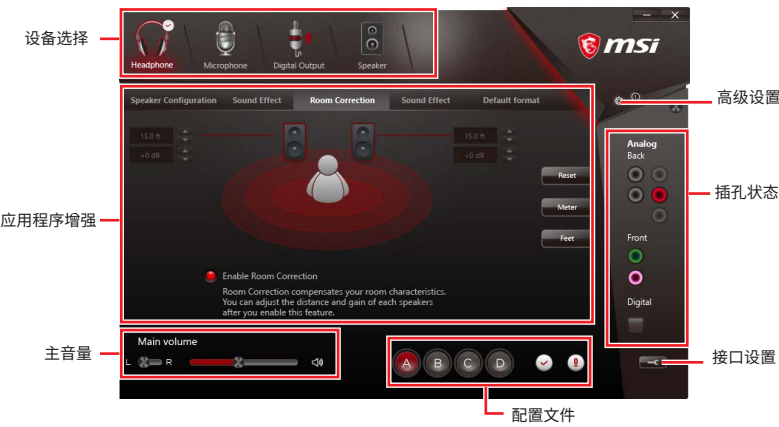 设备选择
Headphone
Microphone
Digital Output
Speaker
msi
高级设置
Speaker Configuration
Sound Effect
Room Correction
Sound Effect
Default format
15.0 ft
+0 dB
15.0 ft
+0 dB
Reset
Meter
Feet
应用程序增强
Enable Room Correction
Room Correction compensates your room characteristics.
You can adjust the distance and gain of each speakers
after you enable this feature.
Analog
Back
Front
Digital
插孔状态
主音量
Main volume
L
R
A
B
C
D
接口设置
配置文件